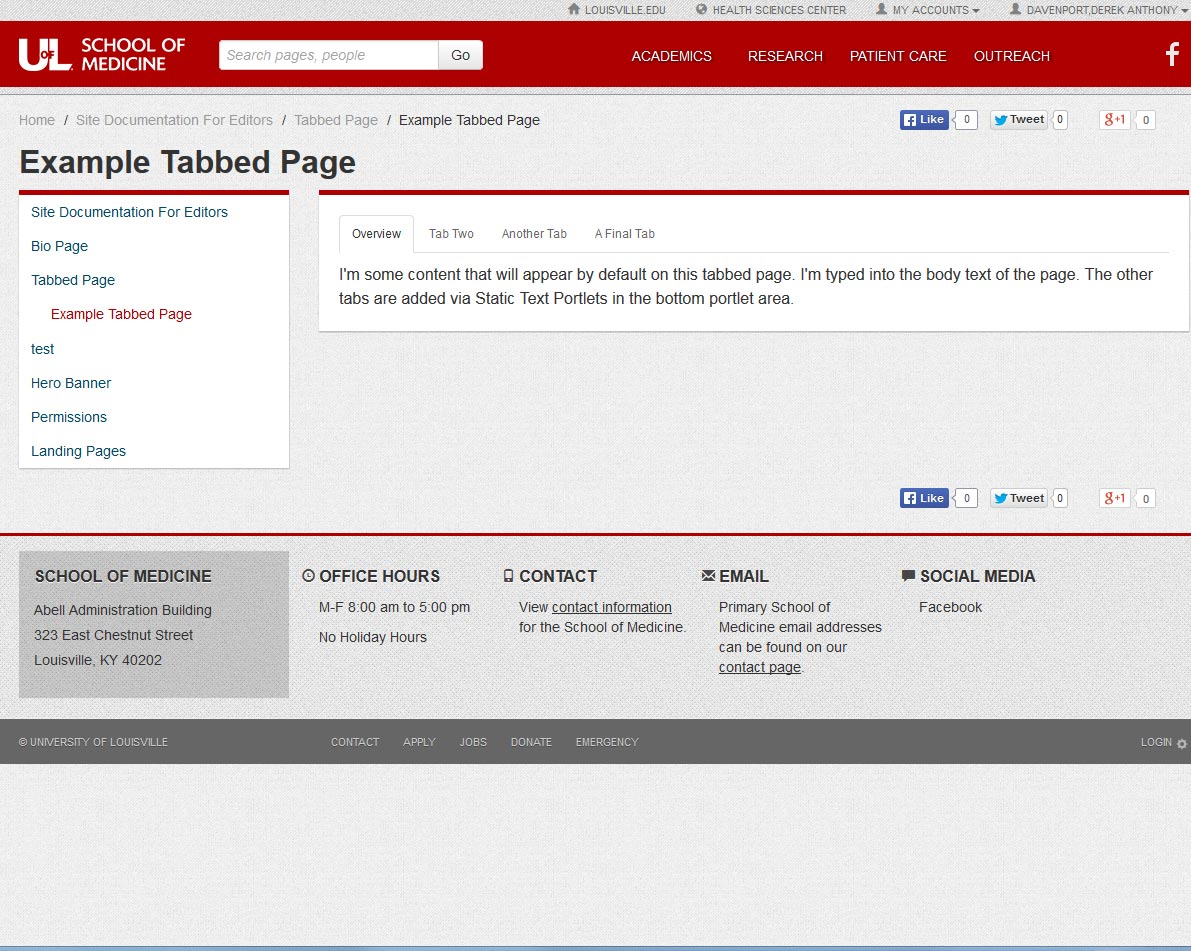 LOUISVILLE.EDU HEALTH SCIENCES CENTER MY ACCOUNTS DAVENPORT,DEREK ANTHONY
UofL SCHOOL OF MEDICINE
Search pages, people Go
ACADEMICS RESEARCH PATIENT CARE OUTREACH
Home / Site Documentation For Editors / Tabbed Page / Example Tabbed Page
Like 0 Tweet 0 g+1 0
Example Tabbed Page
Site Documentation For Editors
Bio Page
Tabbed Page
Example Tabbed Page
test
Hero Banner
Permissions
Landing Pages
Overview Tab Two Another Tab A Final Tab
I'm some content that will appear by default on this tabbed page. I'm typed into the body text of the page. The other
tabs are added via Static Text Portlets in the bottom portlet area.
Like 0 Tweet 0 g+1 0
SCHOOL OF MEDICINE
Abell Administration Building
323 East Chestnut Street
Louisville, KY 40202
OFFICE HOURS
M-F 8:00 am to 5:00 pm
No Holiday Hours
CONTACT
View contact information
for the School of Medicine.
EMAIL
Primary School of
Medicine email addresses
can be found on our
contact page.
SOCIAL MEDIA
Facebook
© UNIVERSITY OF LOUISVILLE CONTACT APPLY JOBS DONATE EMERGENCY LOGIN